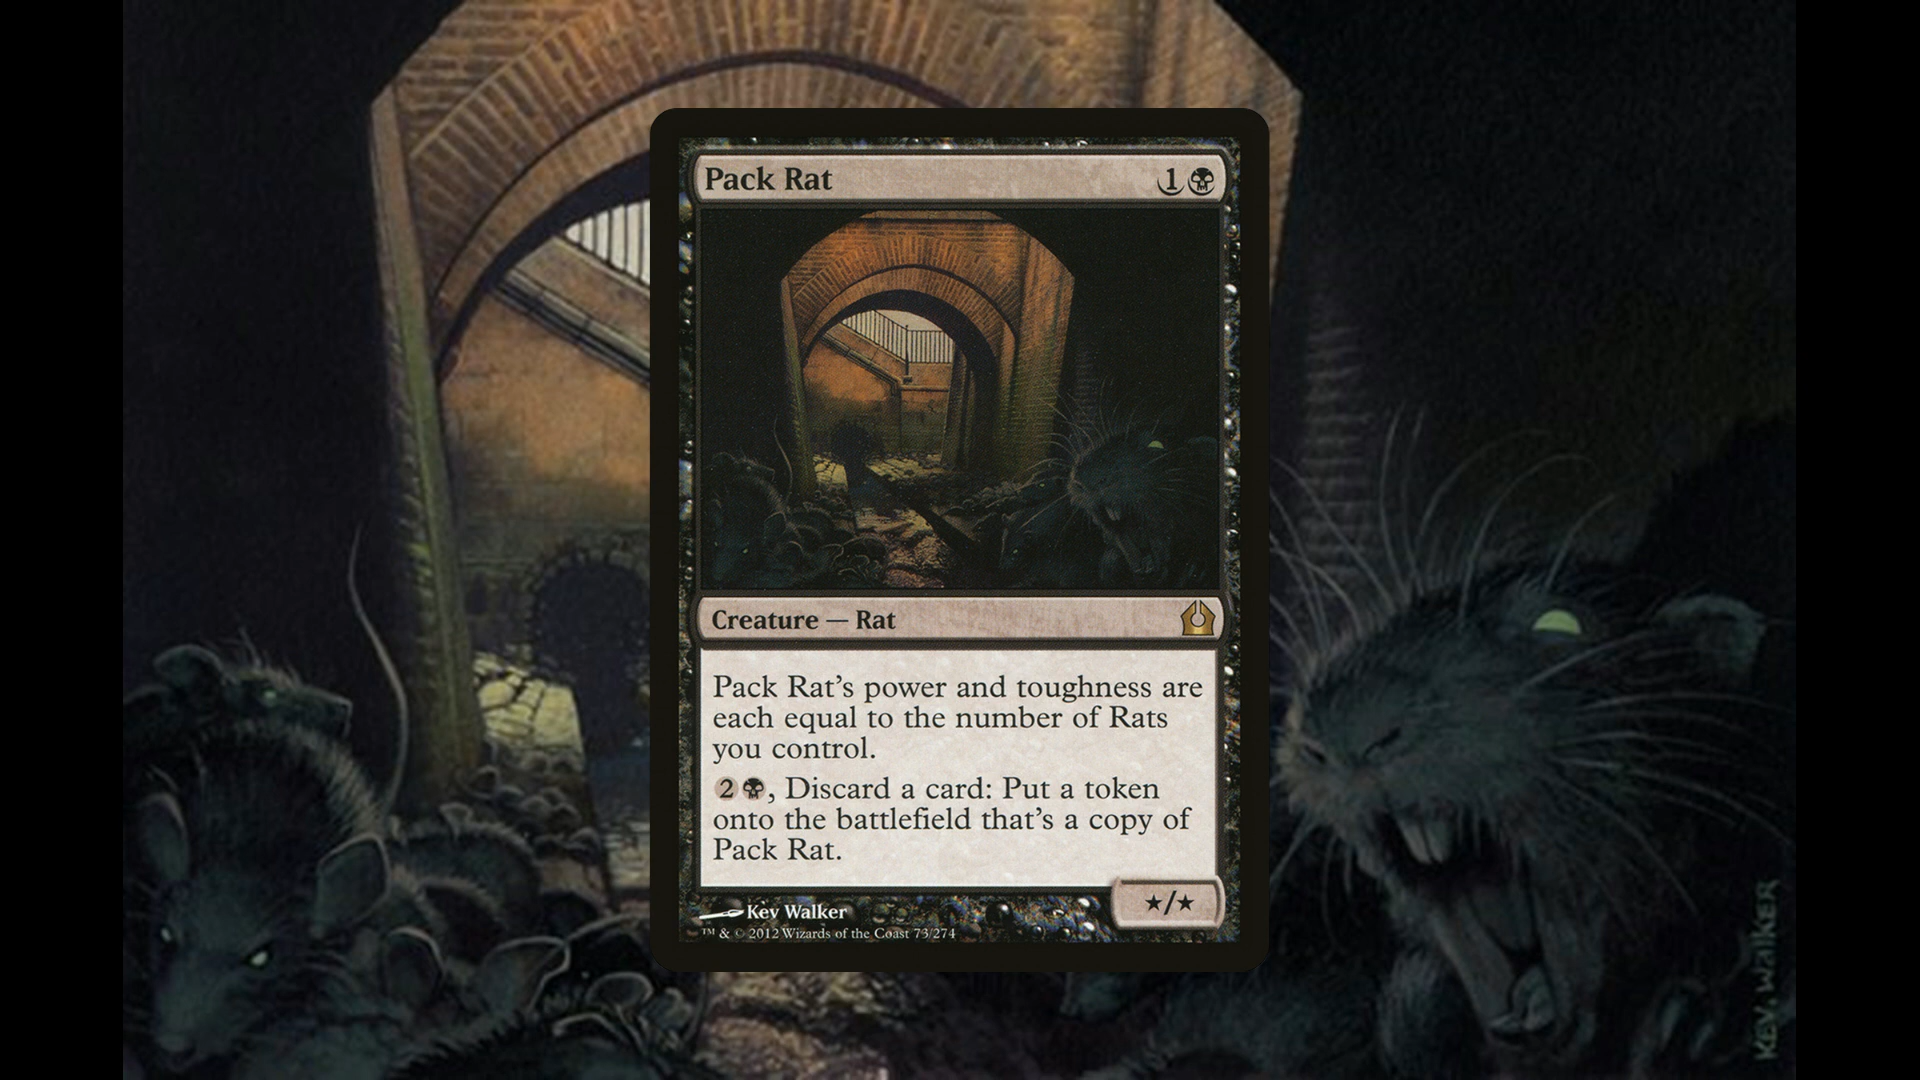 Pack Rat 1
Creature — Rat
Pack Rat's power and toughness are
each equal to the number of Rats
you control.
2, Discard a card: Put a token
onto the battlefield that's a copy of
Pack Rat.
★/★
Kev Walker
™ & © 2012 Wizards of the Coast 73/274
KEV. WALKER